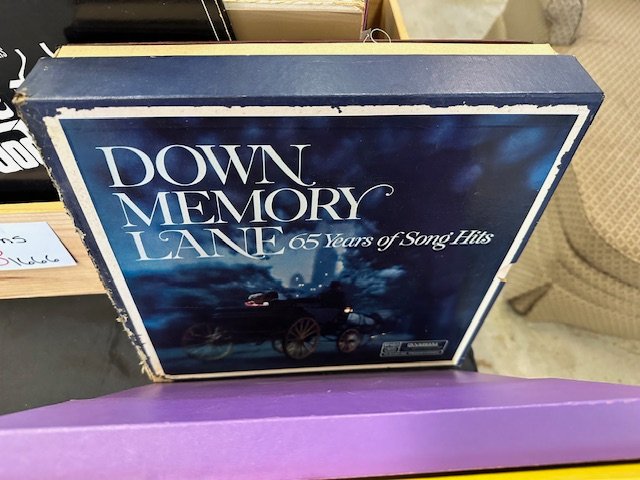 DOWN
MEMORY
LANE 65 Years of Song Hits